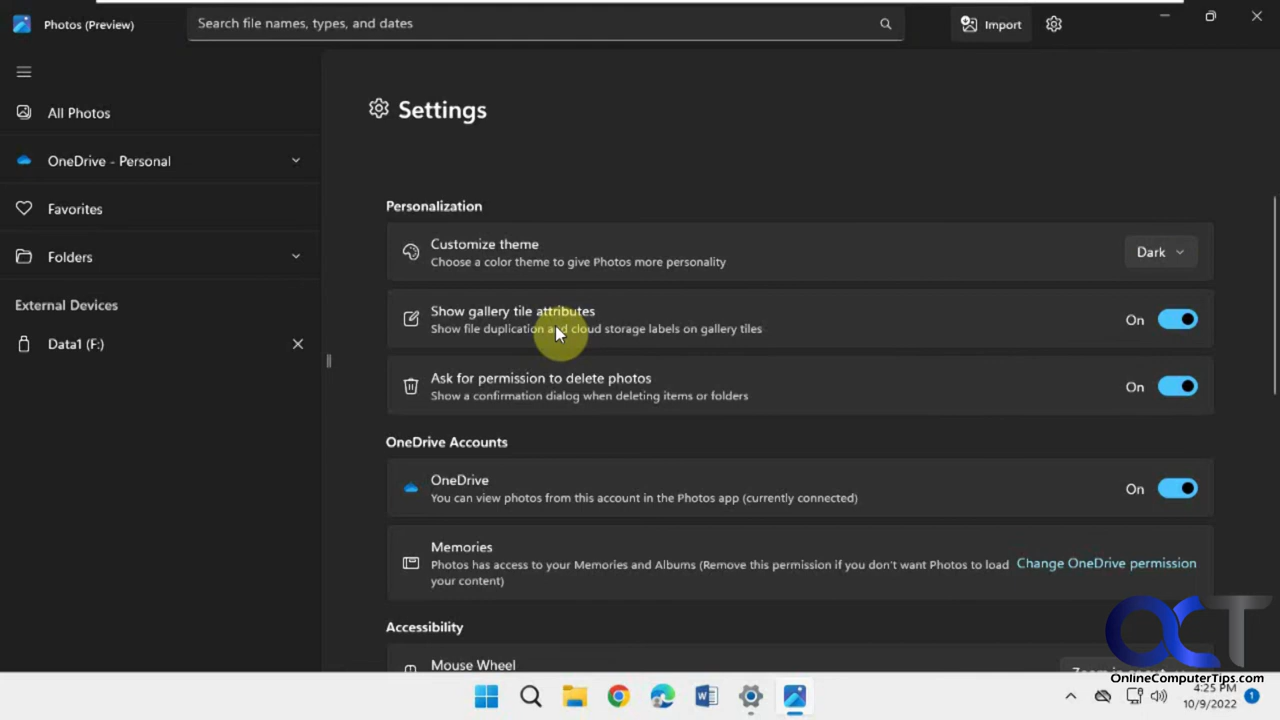 Photos (Preview)
Search file names, types, and dates
Import
All Photos
OneDrive - Personal
Favorites
Folders
External Devices
Data1 (F:)
Settings
Personalization
Customize theme
Choose a color theme to give Photos more personality
Dark
Show gallery tile attributes
Show file duplication and cloud storage labels on gallery tiles
On
Ask for permission to delete photos
Show a confirmation dialog when deleting items or folders
On
OneDrive Accounts
OneDrive
You can view photos from this account in the Photos app (currently connected)
On
Memories
Photos has access to your Memories and Albums (Remove this permission if you don't want Photos to load
your content)
Change OneDrive permission
Accessibility
Mouse Wheel
OCT
OnlineComputerTips.com
4:25 PM
10/9/2022
1